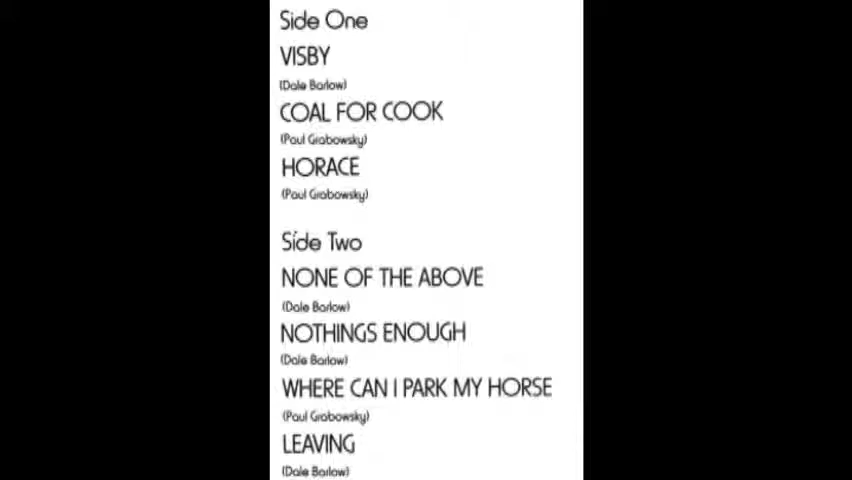 Side One
VISBY
(Dale Barlow)
COAL FOR COOK
(Paul Grabowsky)
HORACE
(Paul Grabowsky)
Side Two
NONE OF THE ABOVE
(Dale Barlow)
NOTHINGS ENOUGH
(Dale Barlow)
WHERE CAN I PARK MY HORSE
(Paul Grabowsky)
LEAVING
(Dale Barlow)